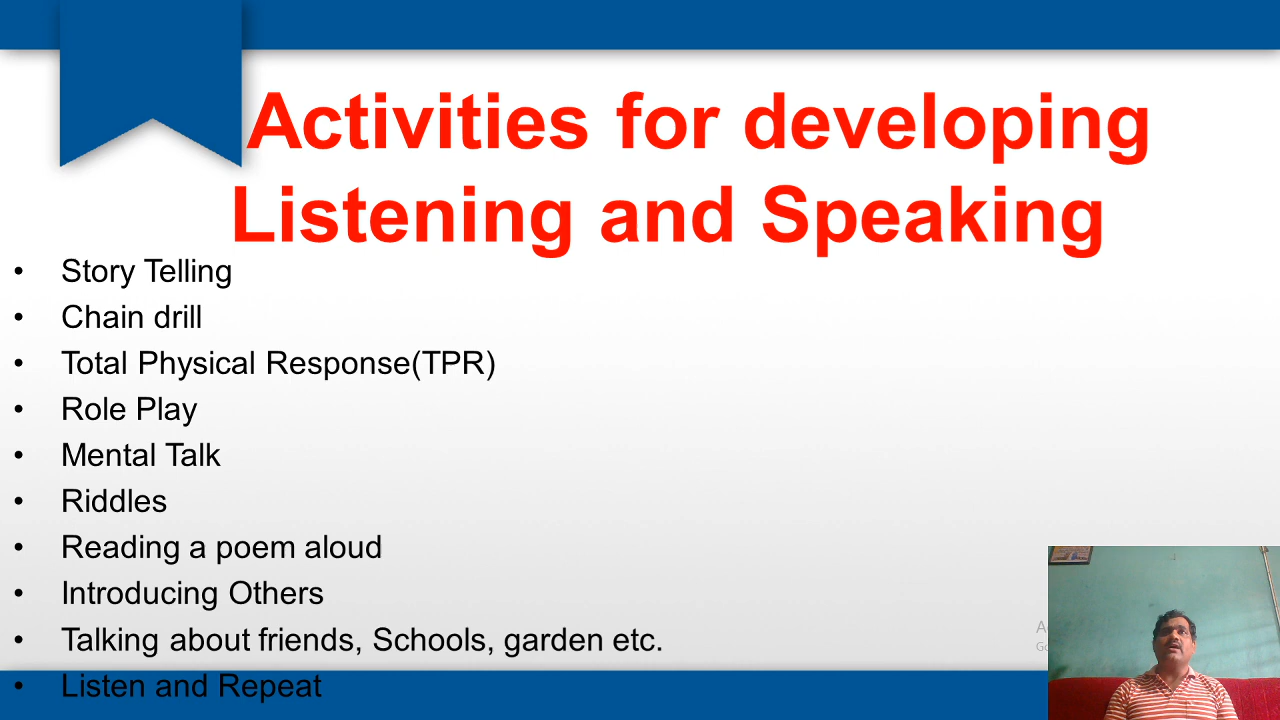 Activities for developing
Listening and Speaking
• Story Telling
• Chain drill
• Total Physical Response(TPR)
• Role Play
• Mental Talk
• Riddles
• Reading a poem aloud
• Introducing Others
• Talking about friends, Schools, garden etc.
• Listen and Repeat